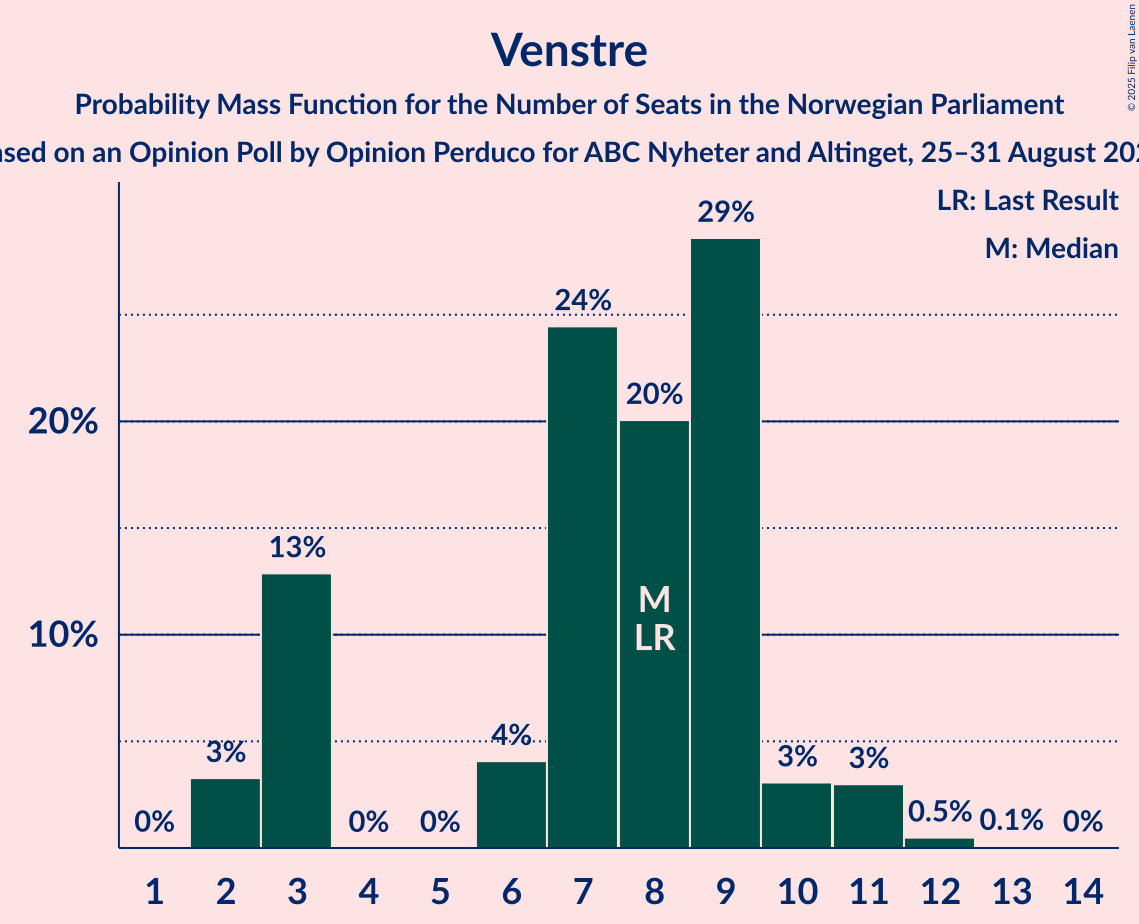 Venstre
Probability Mass Function for the Number of Seats in the Norwegian Parliament
on an Opinion Poll by Opinion Perduco for ABC Nyheter and Altinget, 25–31 August
© 2025 Filip van Laenen
LR: Last Result
M: Median
29%
24%
20%
20%
13%
M
LR
10%
4%
3%
3%
3%
0%
0%
0%
0.5%
0.1%
0%
1 2 3 4 5 6 7 8 9 10 11 12 13 14